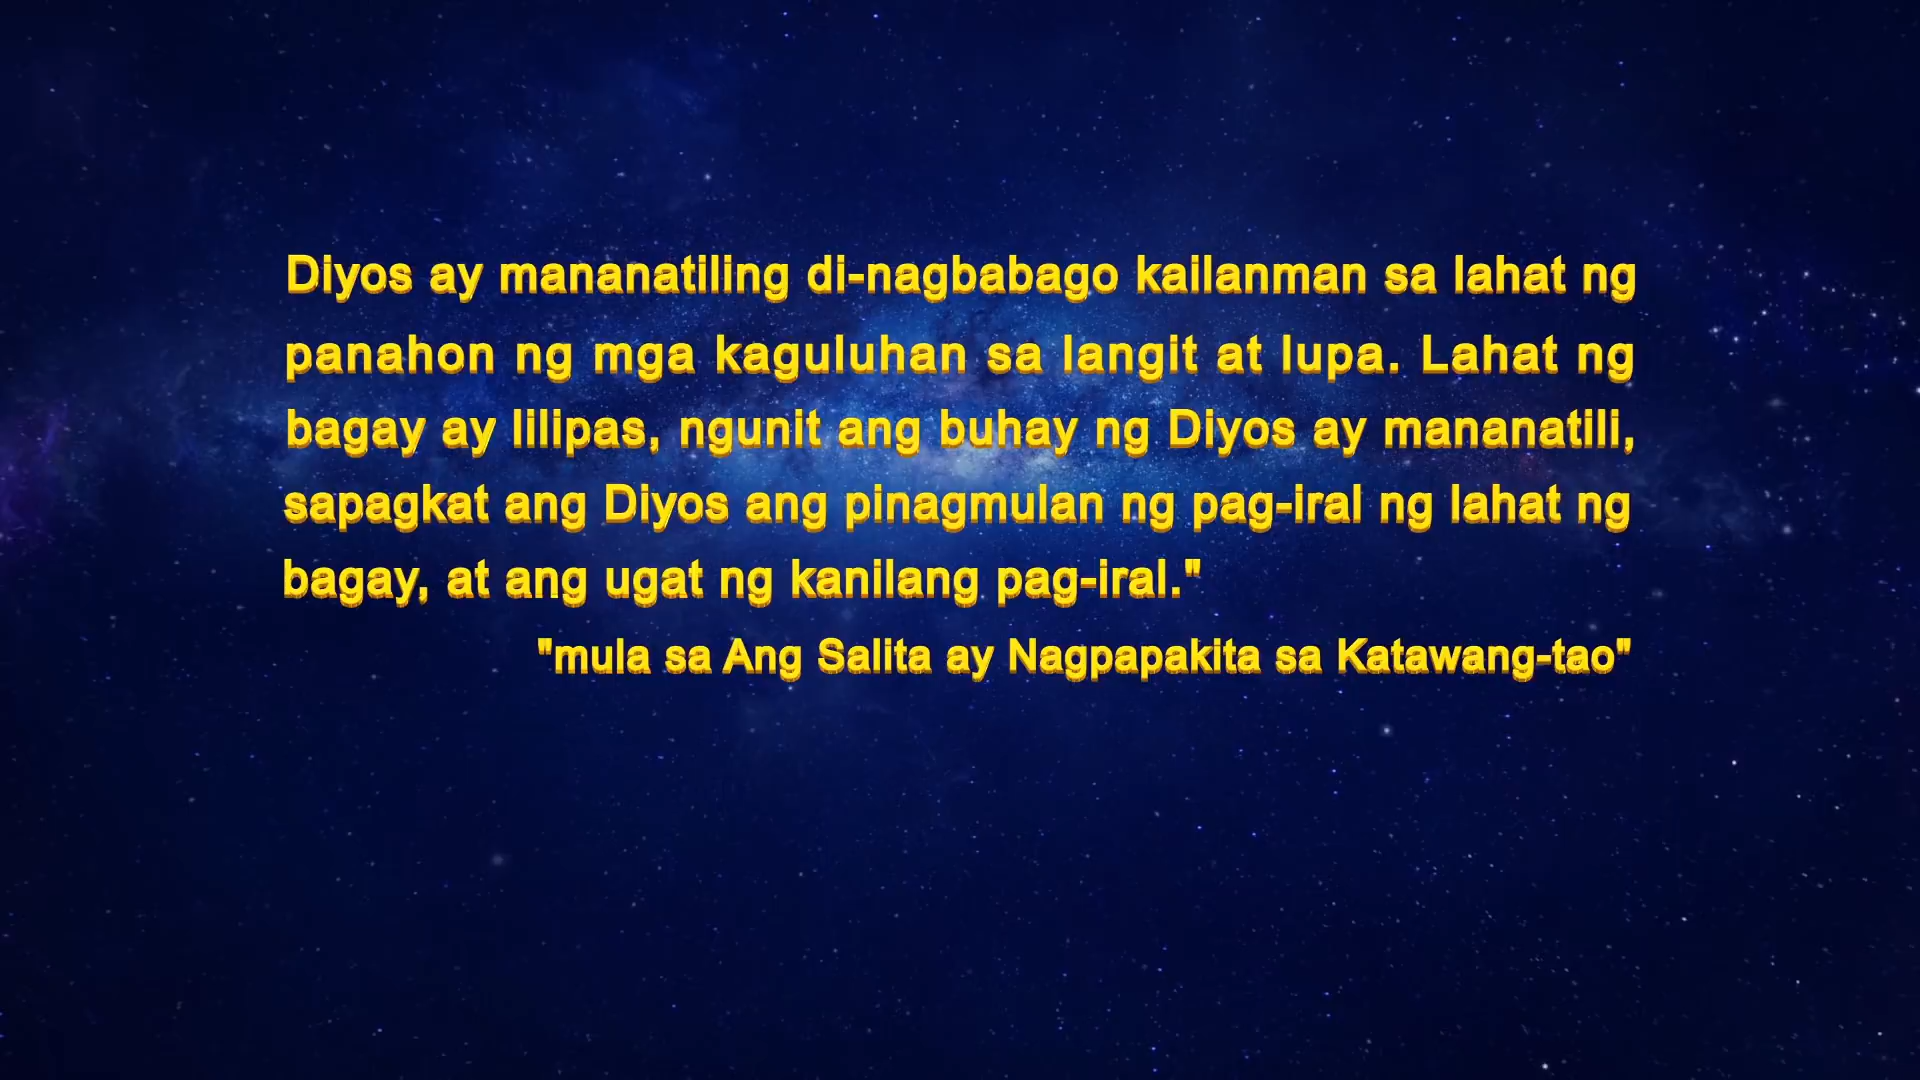 Diyos ay mananatiling di-nagbabago kailanman sa lahat ng
panahon ng mga kaguluhan sa langit at lupa. Lahat ng
bagay ay lilipas, ngunit ang buhay ng Diyos ay mananatili,
sapagkat ang Diyos ang pinagmulan ng pag-iral ng lahat ng
bagay, at ang ugat ng kanilang pag-iral."
"mula sa Ang Salita ay Nagpapakita sa Katawang-tao"